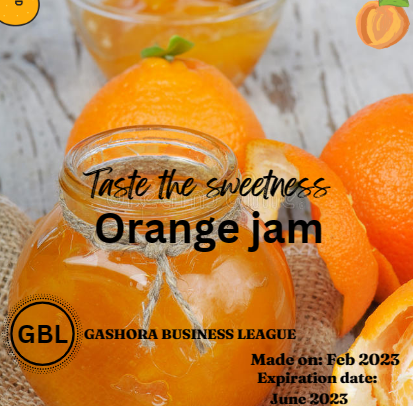 Taste the sweetness
Orange jam
GBL
GASHORA BUSINESS LEAGUE
Made on: Feb 2023
Expiration date:
June 2023